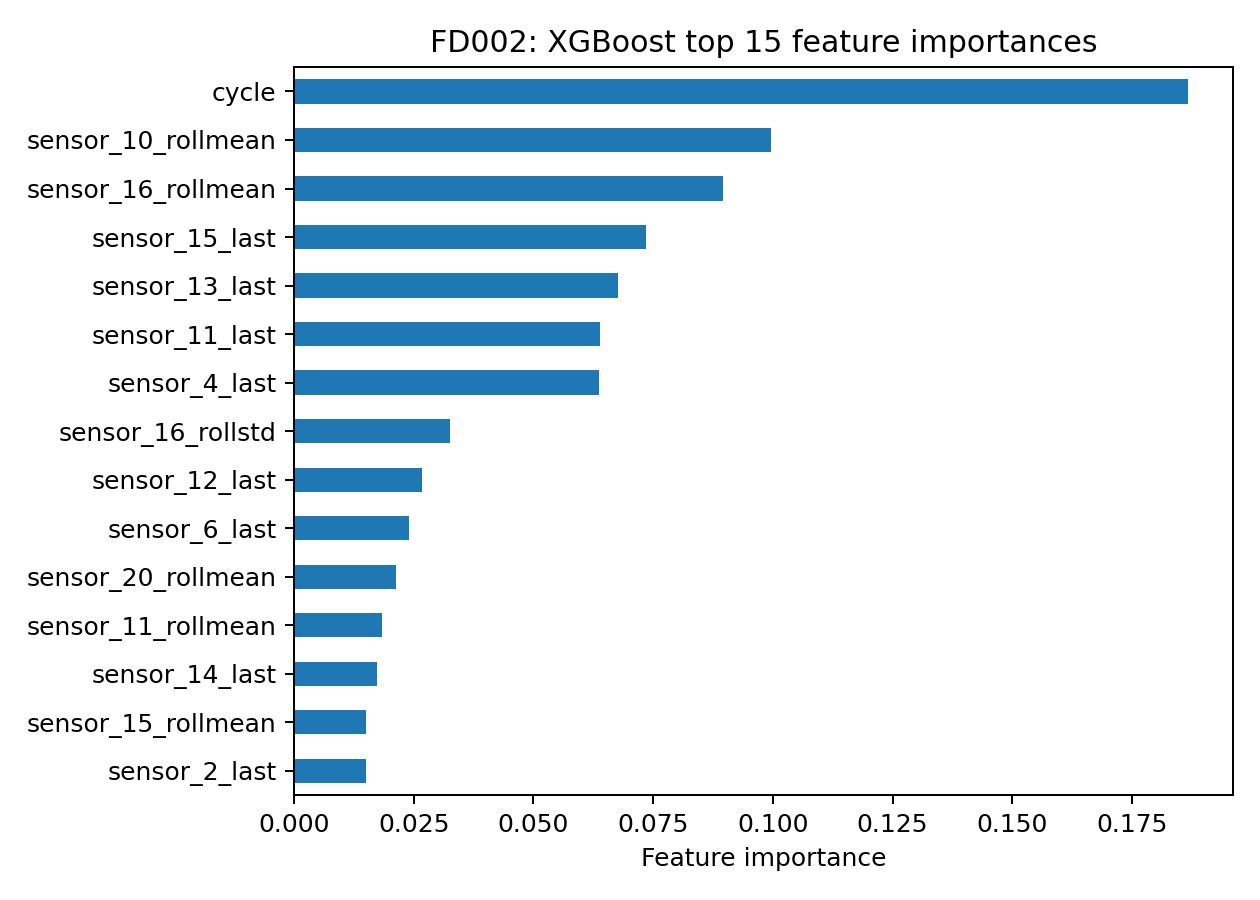 FD002: XGBoost top 15 feature importances
cycle
sensor_10_rollmean
sensor_16_rollmean
sensor_15_last
sensor_13_last
sensor_11_last
sensor_4_last
sensor_16_rollstd
sensor_12_last
sensor_6_last
sensor_20_rollmean
sensor_11_rollmean
sensor_14_last
sensor_15_rollmean
sensor_2_last
0.000 0.025 0.050 0.075 0.100 0.125 0.150 0.175
Feature importance